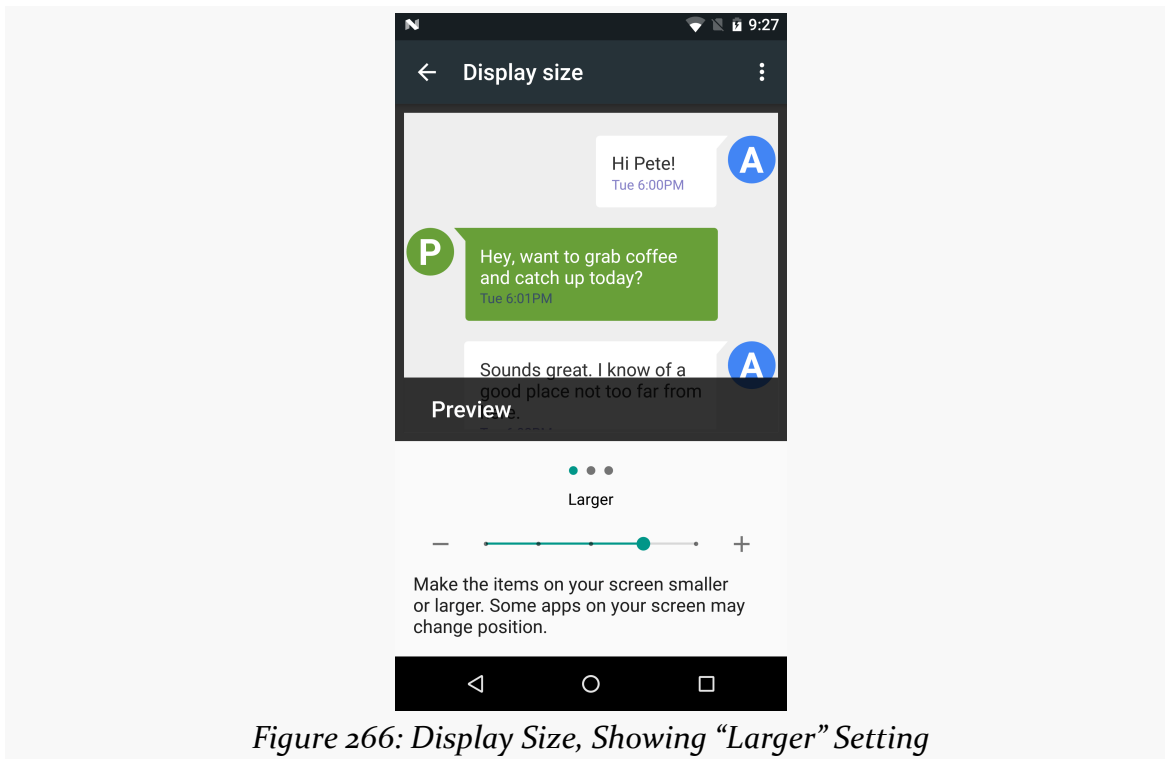 9:27
Display size
Hi Pete!
A
Tue 6:00PM
P
Hey, want to grab coffee
and catch up today?
Tue 6:01PM
Sounds great. I know of a
A
good place not too far from
Preview
Larger
Make the items on your screen smaller
or larger. Some apps on your screen may
change position.
Figure 266: Display Size, Showing “Larger” Setting